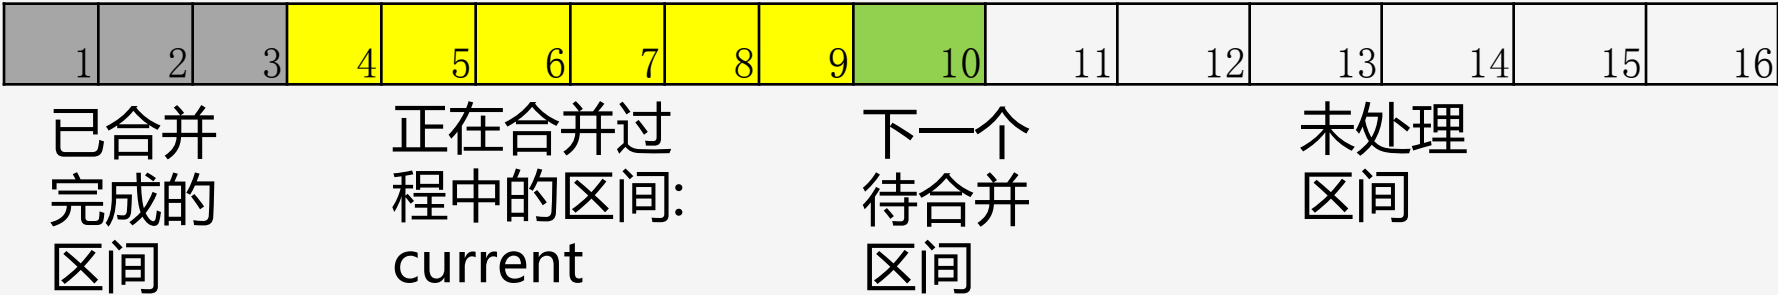 1 2 3 4 5 6 7 8 9 10 11 12 13 14 15 16
已合并
完成的
区间
正在合并过
程中的区间:
current
下一个
待合并
区间
未处理
区间